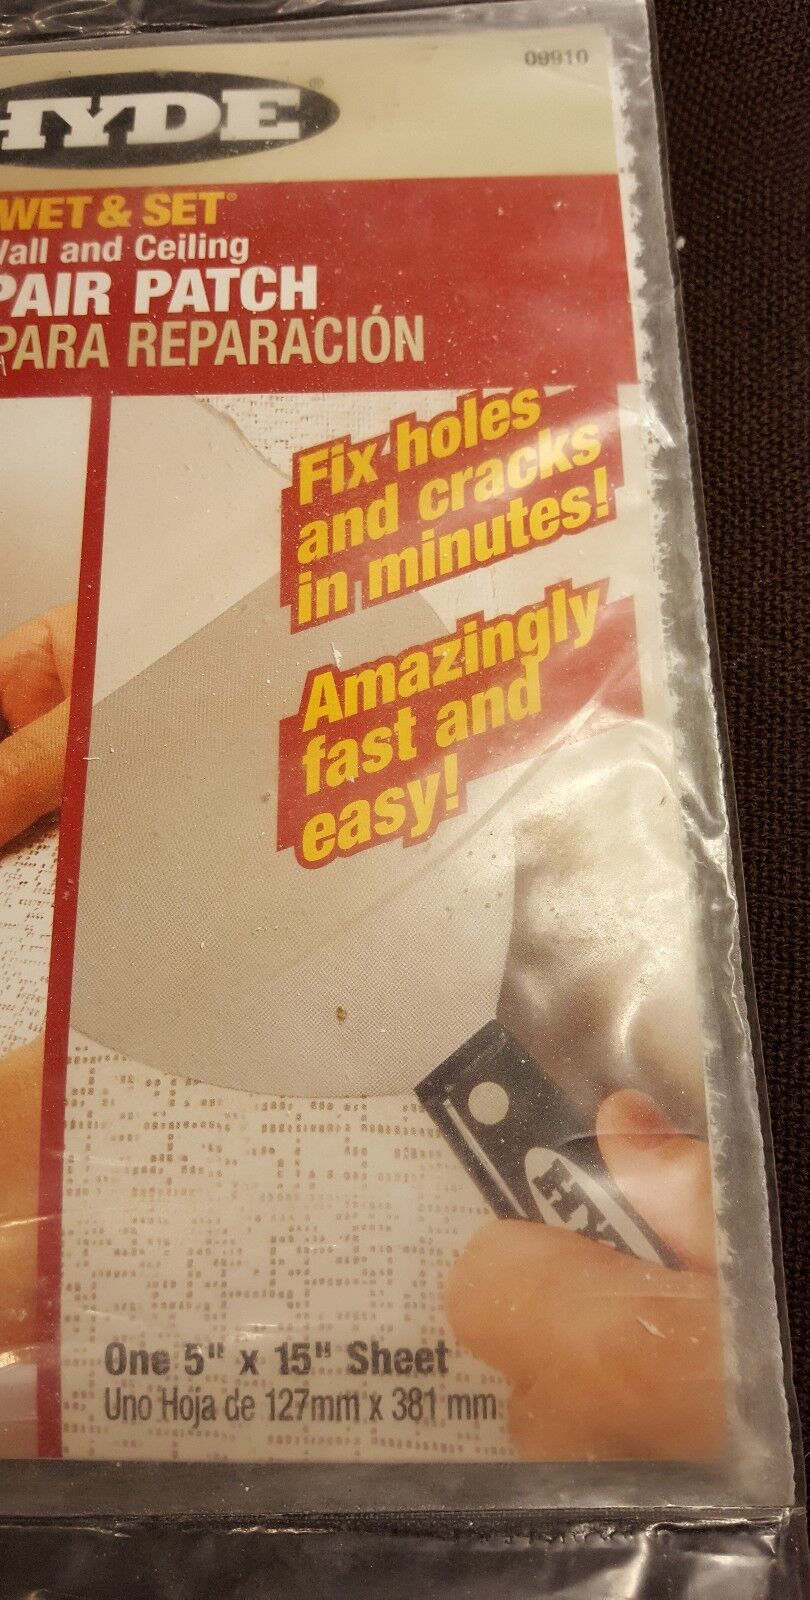 09910
HYDE®
WET & SET®
Wall and Ceiling
PAIR PATCH
PARA REPARACIÓN
Fix holes
and cracks
in minutes!
Amazingly
fast and
easy!
HY
One 5" x 15" Sheet
Uno Hoja de 127mm x 381 mm